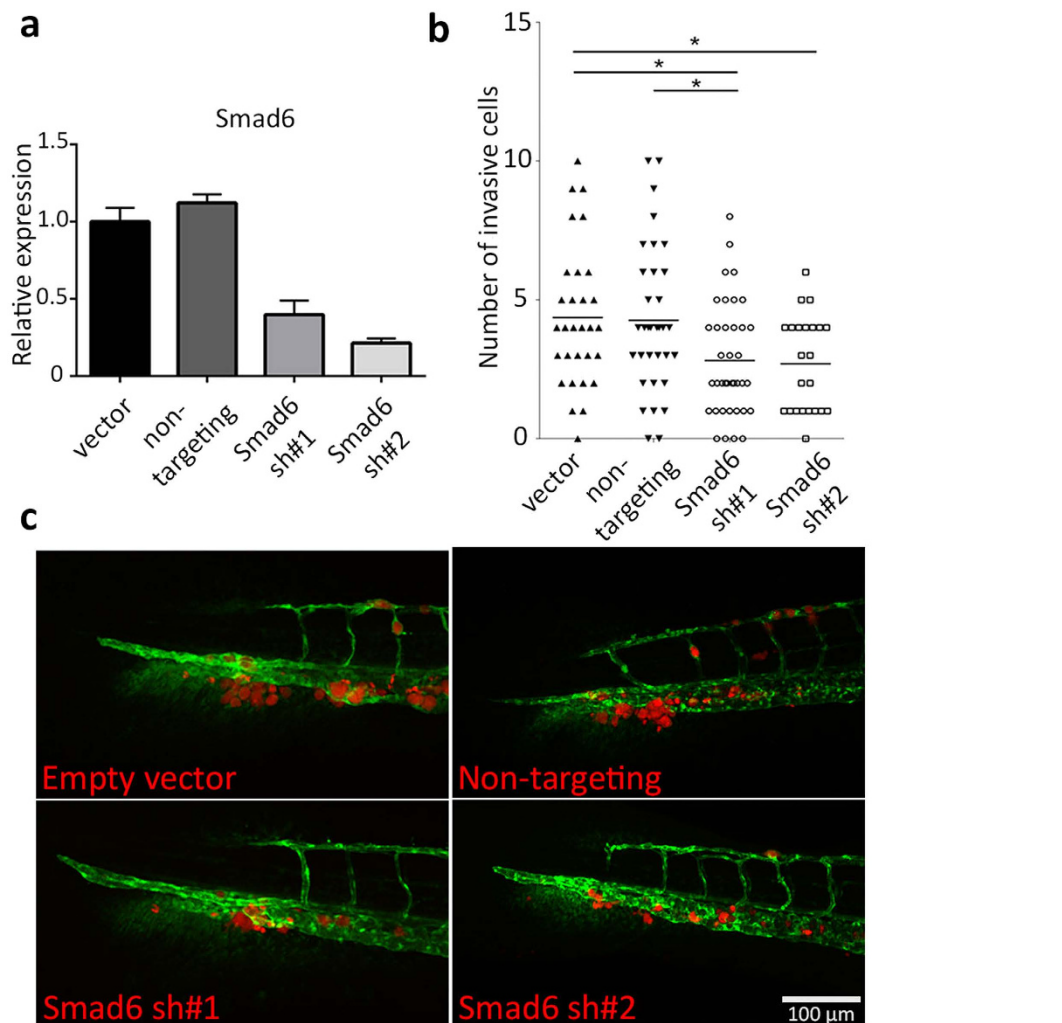 a
Smad6
Relative expression
1.5
1.0
0.5
0
vector
non-
targeting
Smad6
sh#1
Smad6
sh#2
b
Number of invasive cells
15
10
5
0
*
*
*
vector
non-
targeting
Smad6
sh#1
Smad6
sh#2
c
Empty vector
Non-targeting
Smad6 sh#1
Smad6 sh#2
100 µm